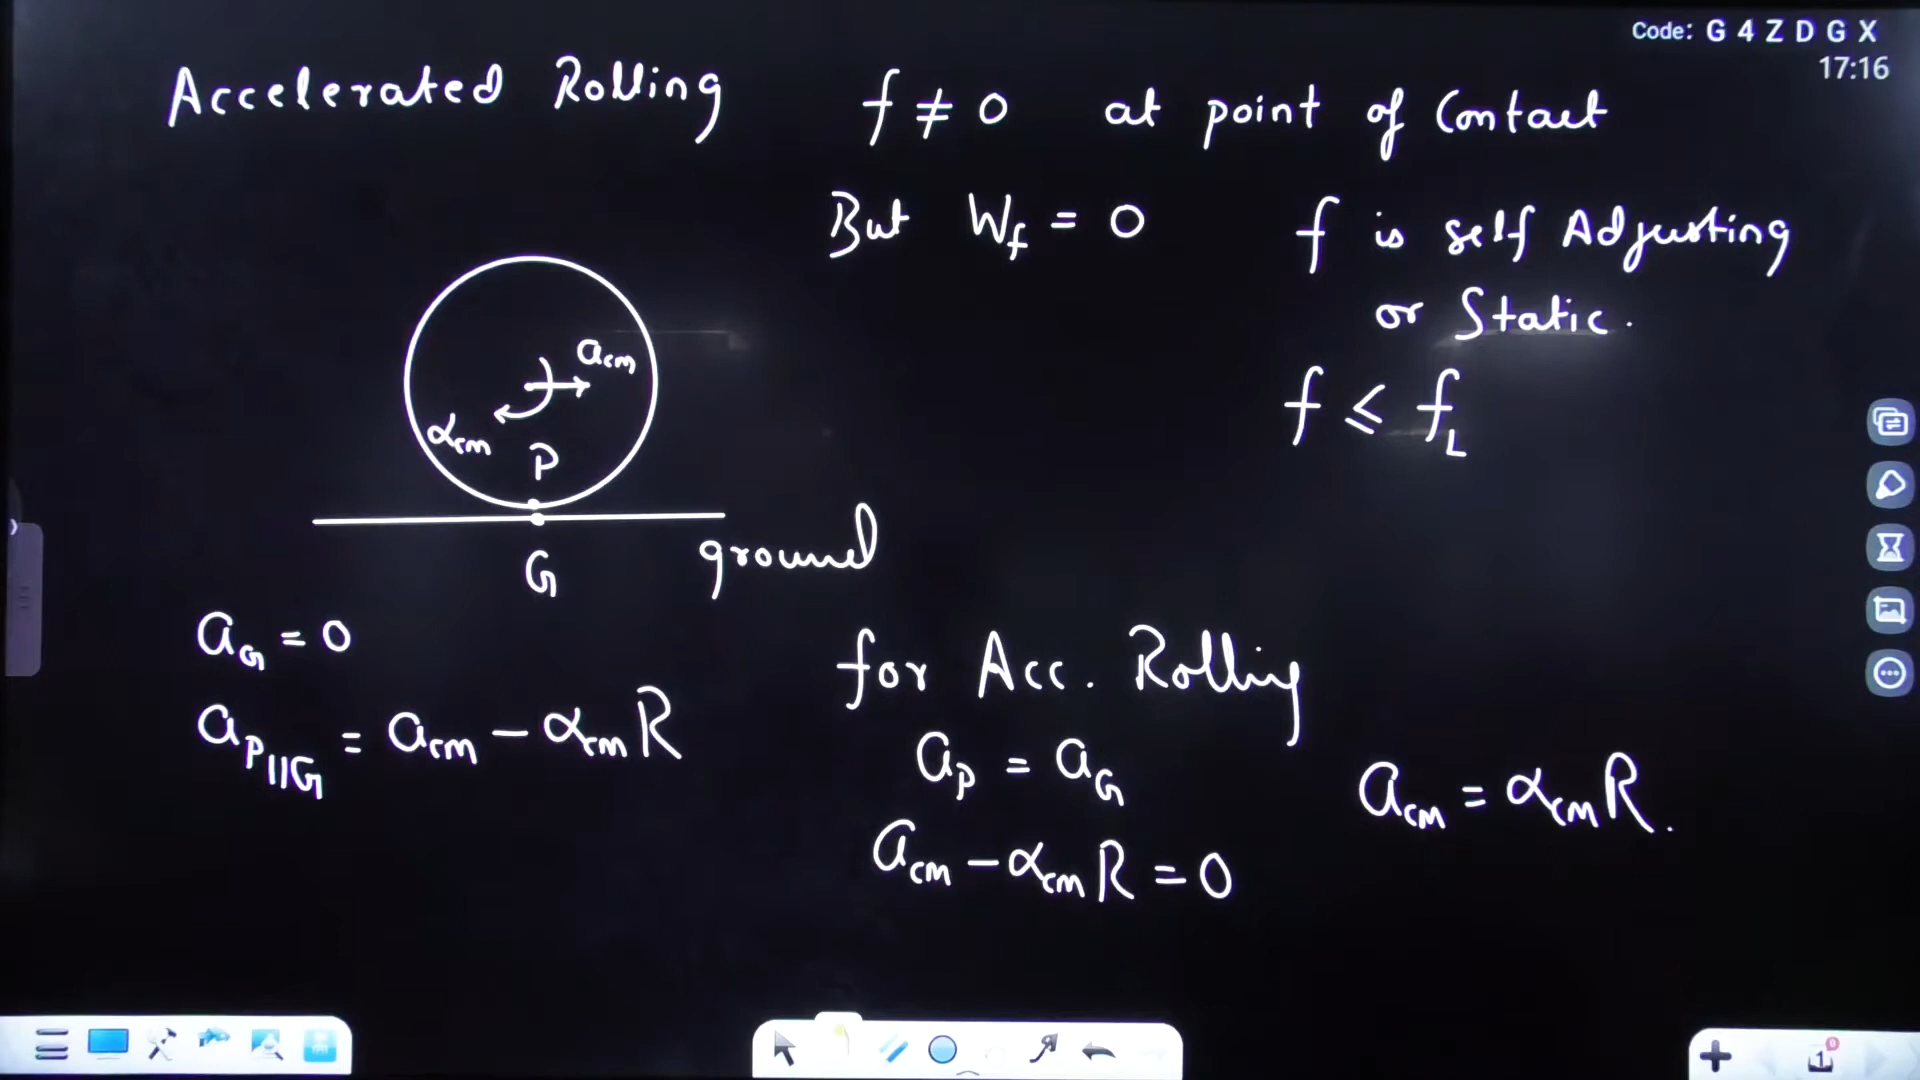 Code: G 4 Z D G X
17:16
Accelerated Rolling
f ≠ 0 at point of Contact
But W_f = 0
f is self Adjusting
or Static.
f ≤ f_L
a_cm
α_cm
P
G
ground
a_G = 0
a_P||G = a_cm − α_cm R
for Acc. Rolling
a_P = a_G
a_cm = α_cm R.
a_cm − α_cm R = 0
1